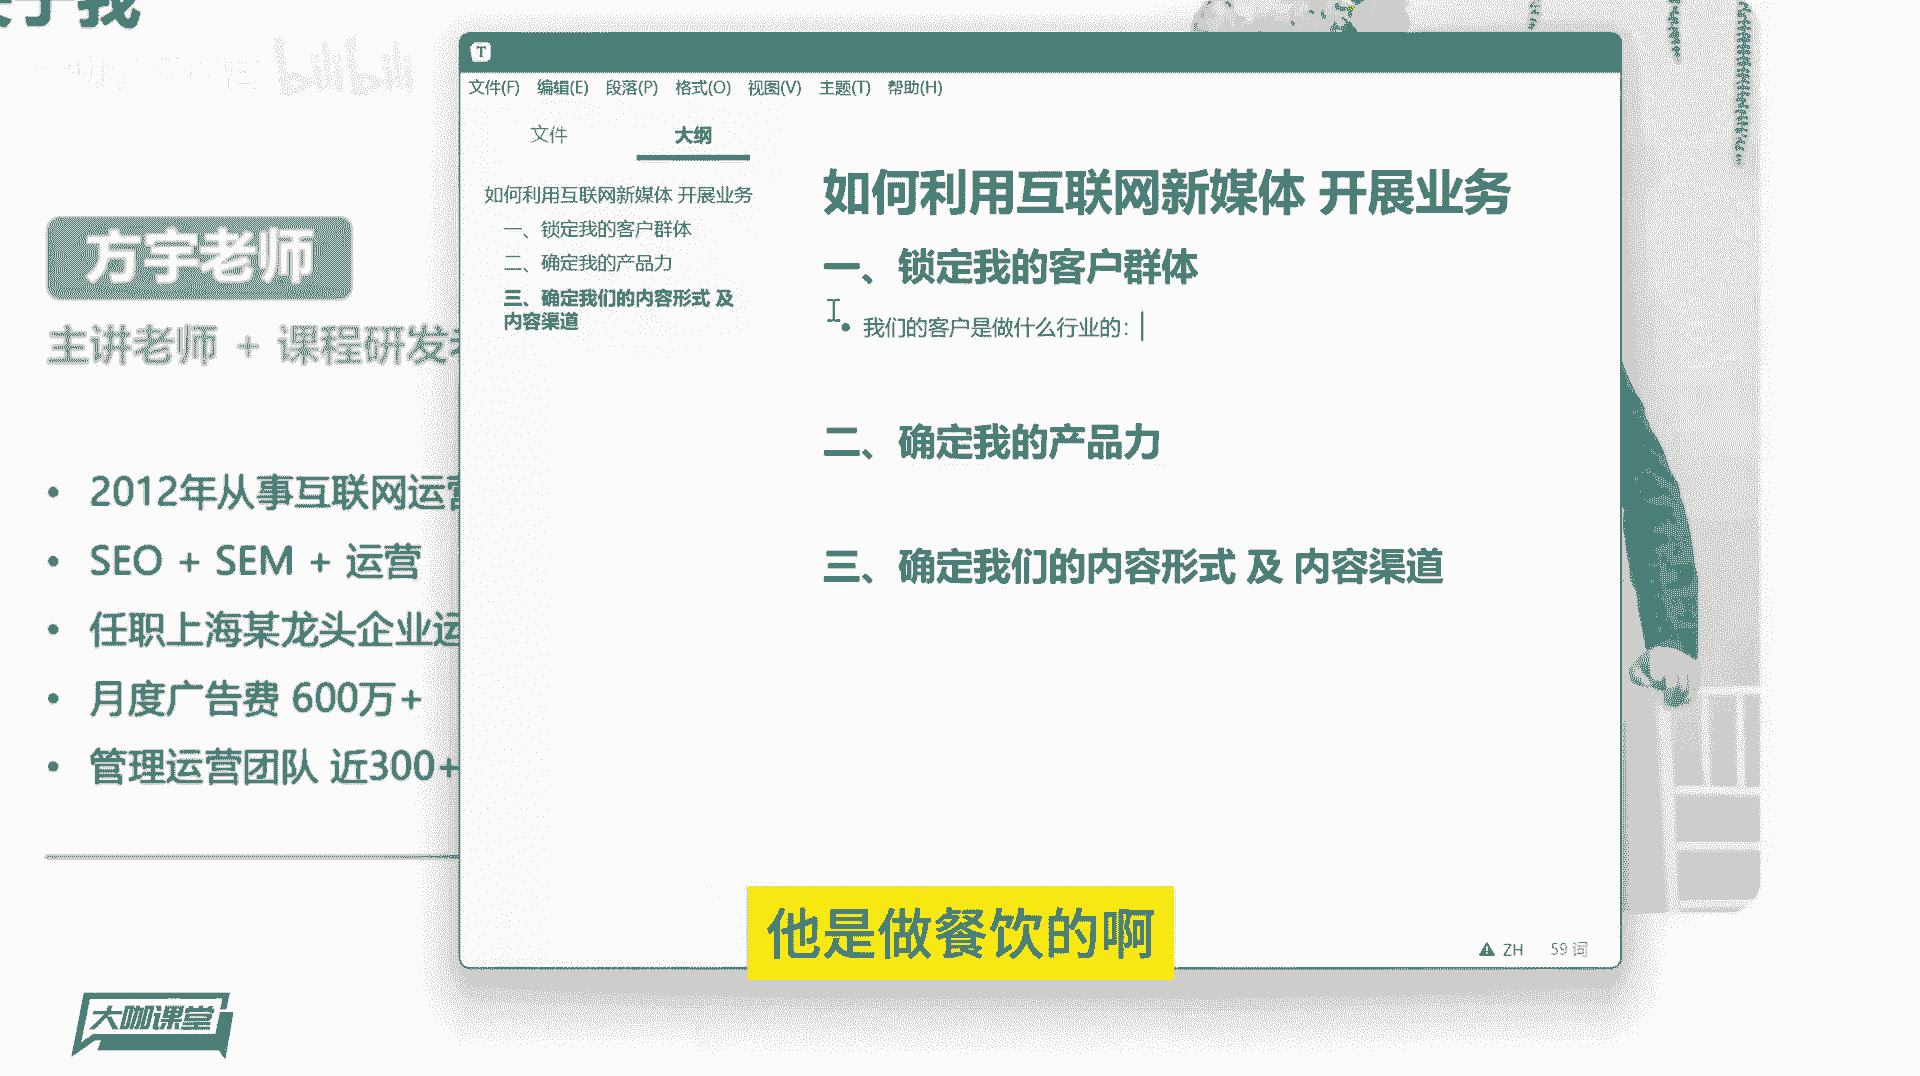 bilibili
方宇老师
主讲老师 + 课程研发
2012年从事互联网运营
SEO + SEM + 运营
任职上海某龙头企业运
月度广告费 600万+
管理运营团队 近300+
大咖课堂
T
文件(F) 编辑(E) 段落(P) 格式(O) 视图(V) 主题(T) 帮助(H)
文件 大纲
如何利用互联网新媒体 开展业务
一、锁定我的客户群体
二、确定我的产品力
三、确定我们的内容形式 及
内容渠道
如何利用互联网新媒体 开展业务
一、锁定我的客户群体
我们的客户是做什么行业的：
二、确定我的产品力
三、确定我们的内容形式 及 内容渠道
ZH 59 词
他是做餐饮的啊